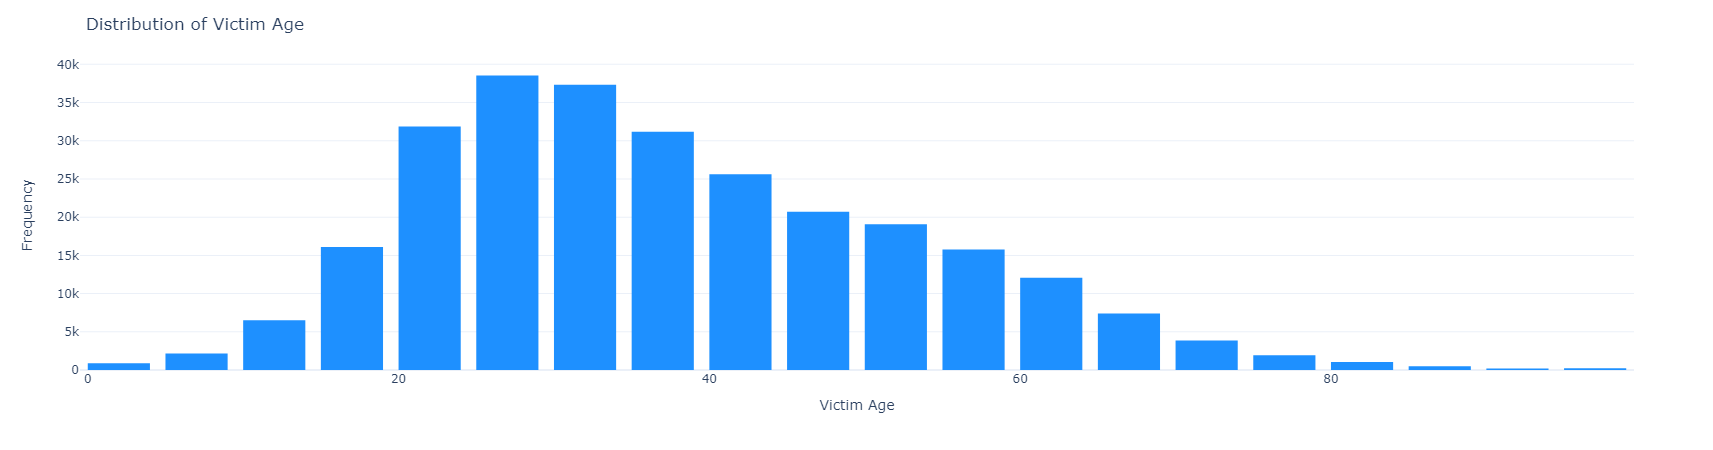 Distribution of Victim Age
40k
35k
30k
25k
20k
15k
10k
5k
0
Frequency
0 20 40 60 80
Victim Age